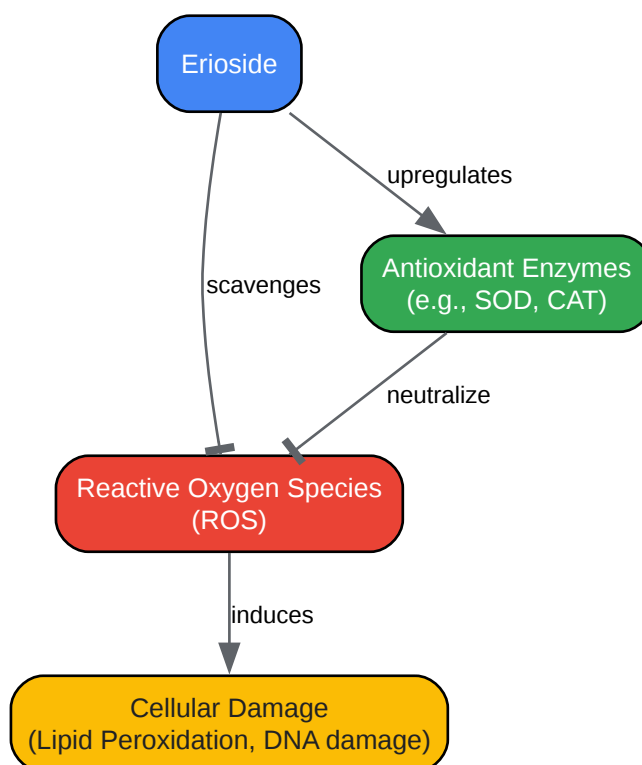 Erioside
upregulates
Antioxidant Enzymes
(e.g., SOD, CAT)
scavenges
neutralize
Reactive Oxygen Species
(ROS)
induces
Cellular Damage
(Lipid Peroxidation, DNA damage)